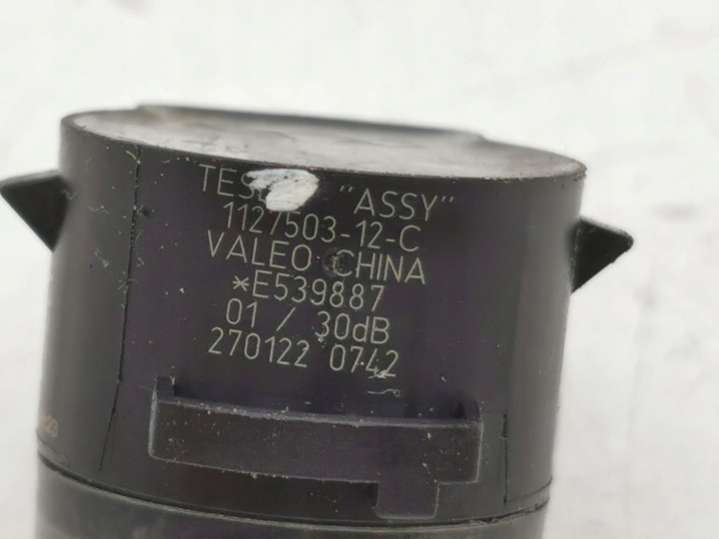 "ASSY"
1127503-12-C
VALEO CHINA
*E539887
01 / 30dB
270122 0742